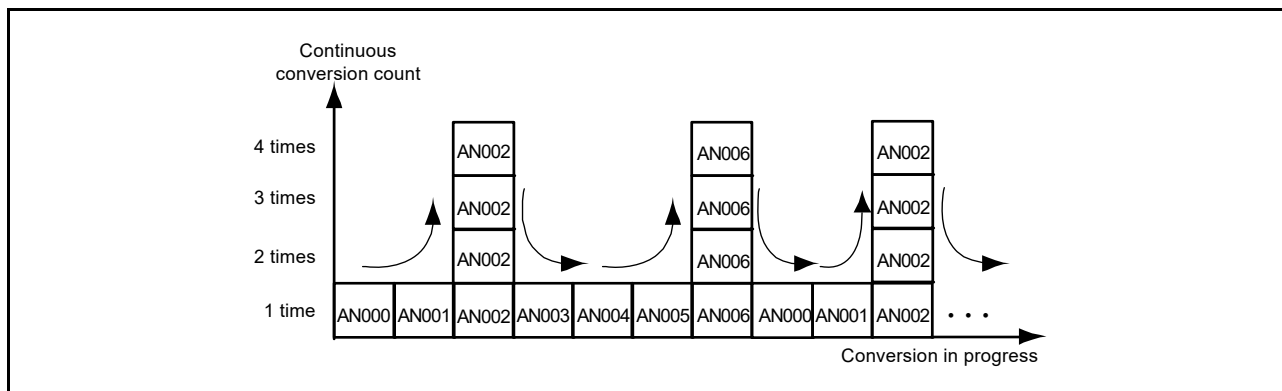 Continuous
conversion count
4 times
AN002 AN006 AN002
3 times
AN002 AN006 AN002
2 times
AN002 AN006 AN002
1 time
AN000 AN001 AN002 AN003 AN004 AN005 AN006 AN000 AN001 AN002 • • •
Conversion in progress